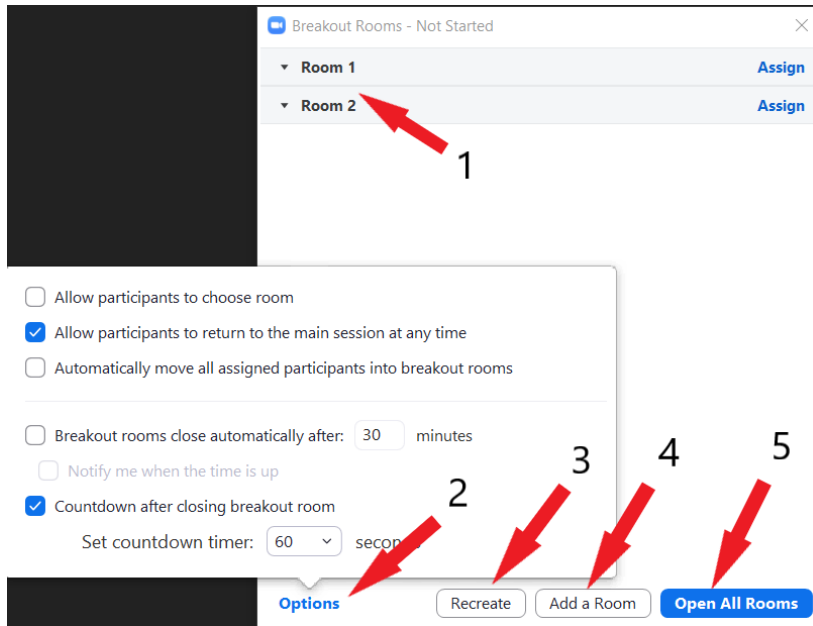 Breakout Rooms - Not Started
Room 1 Assign
Room 2 Assign
1
Allow participants to choose room
Allow participants to return to the main session at any time
Automatically move all assigned participants into breakout rooms
Breakout rooms close automatically after: 30 minutes
Notify me when the time is up
Countdown after closing breakout room
Set countdown timer: 60 seconds
2
3
4
5
Options Recreate Add a Room Open All Rooms